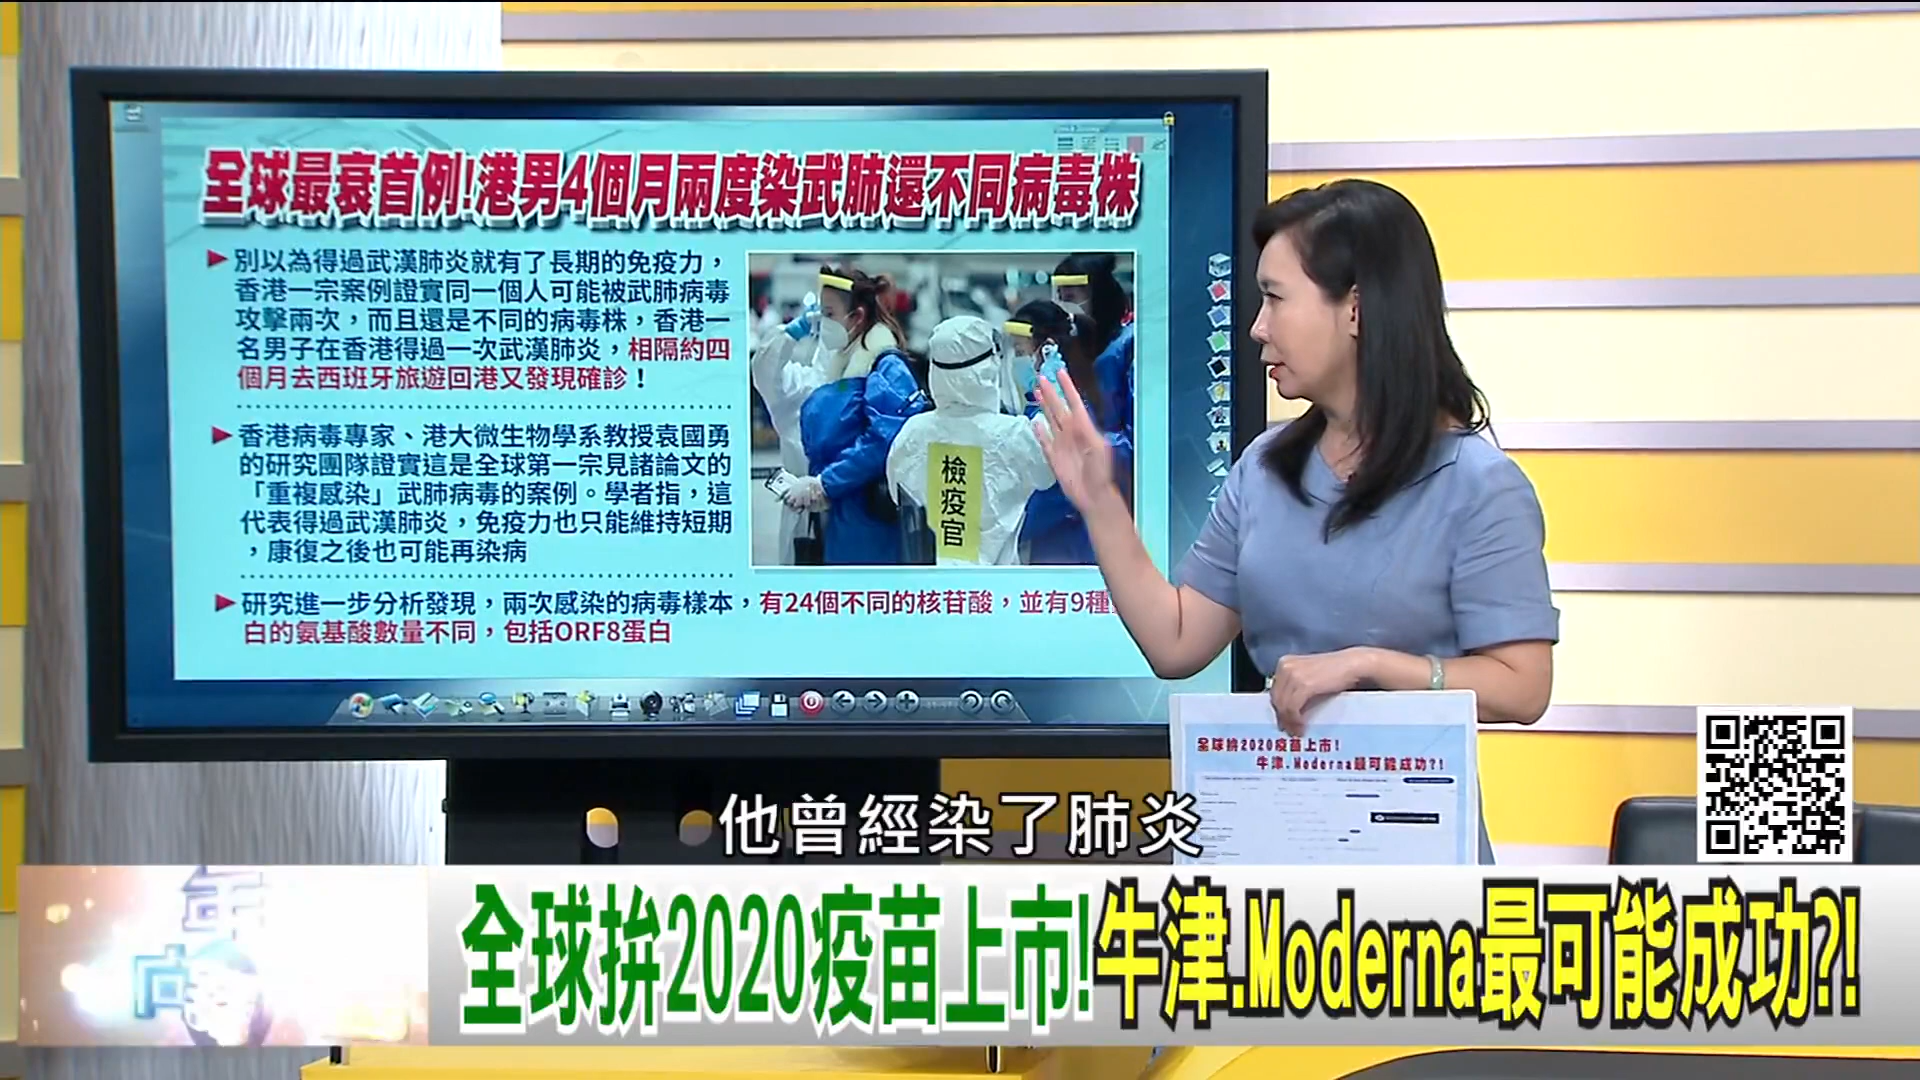 全球最衰首例!港男4個月兩度染武肺還不同病毒株
別以為得過武漢肺炎就有了長期的免疫力，
香港一宗案例證實同一個人可能被武肺病毒
攻擊兩次，而且還是不同的病毒株，香港一
名男子在香港得過一次武漢肺炎，相隔約四
個月去西班牙旅遊回港又發現確診！
香港病毒專家、港大微生物學系教授袁國勇
的研究團隊證實這是全球第一宗見諸論文的
「重複感染」武肺病毒的案例。學者指，這
代表得過武漢肺炎，免疫力也只能維持短期
，康復之後也可能再染病
研究進一步分析發現，兩次感染的病毒樣本，有24個不同的核苷酸，並有9種
白的氨基酸數量不同，包括ORF8蛋白
檢疫官
全球拚2020疫苗上市!
牛津.Moderna最可能成功?!
他曾經染了肺炎
全球拚2020疫苗上市!牛津.Moderna最可能成功?!